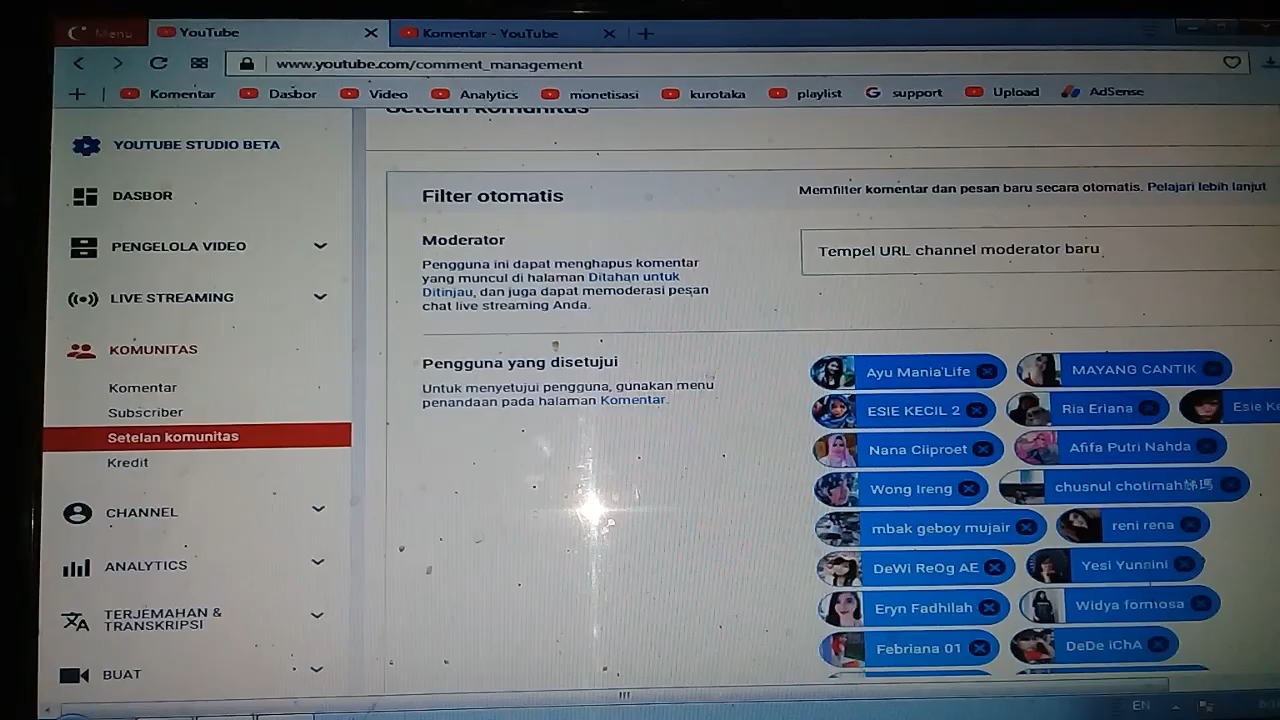 Menu
YouTube
Komentar - YouTube
www.youtube.com/comment_management
Komentar
Dasbor
Video
Analytics
monetisasi
kurotaka
playlist
support
Upload
AdSense
Setelan komunitas
YOUTUBE STUDIO BETA
DASBOR
PENGELOLA VIDEO
LIVE STREAMING
KOMUNITAS
Komentar
Subscriber
Setelan komunitas
Kredit
CHANNEL
ANALYTICS
TERJEMAHAN &
TRANSKRIPSI
BUAT
Filter otomatis
Memfilter komentar dan pesan baru secara otomatis. Pelajari lebih lanjut
Moderator
Pengguna ini dapat menghapus komentar
yang muncul di halaman Ditahan untuk
Ditinjau, dan juga dapat memoderasi pesan
chat live streaming Anda.
Tempel URL channel moderator baru
Pengguna yang disetujui
Untuk menyetujui pengguna, gunakan menu
penandaan pada halaman Komentar.
Ayu Mania'Life
MAYANG CANTIK
ESIE KECIL 2
Ria Eriana
Esie
Nana Ciiproet
Afifa Putri Nahda
Wong Ireng
chusnul chotimah
mbak geboy mujair
reni rena
DeWi ReOg AE
Yesi Yunaini
Eryn Fadhilah
Widya formosa
Febriana 01
DeDe iChA
EN